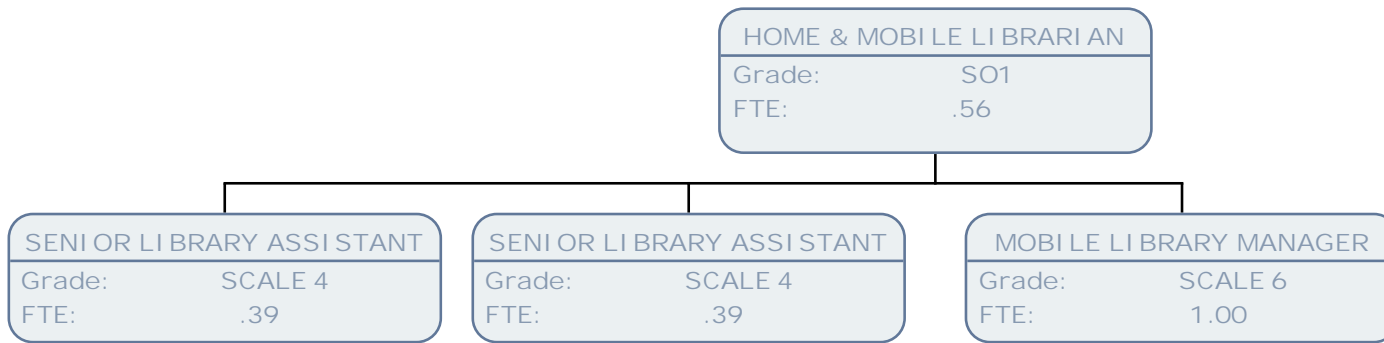 HOME & MOBILE LIBRARIAN
Grade: SO1
FTE: .56
SENIOR LIBRARY ASSISTANT
Grade: SCALE 4
FTE: .39
SENIOR LIBRARY ASSISTANT
Grade: SCALE 4
FTE: .39
MOBILE LIBRARY MANAGER
Grade: SCALE 6
FTE: 1.00